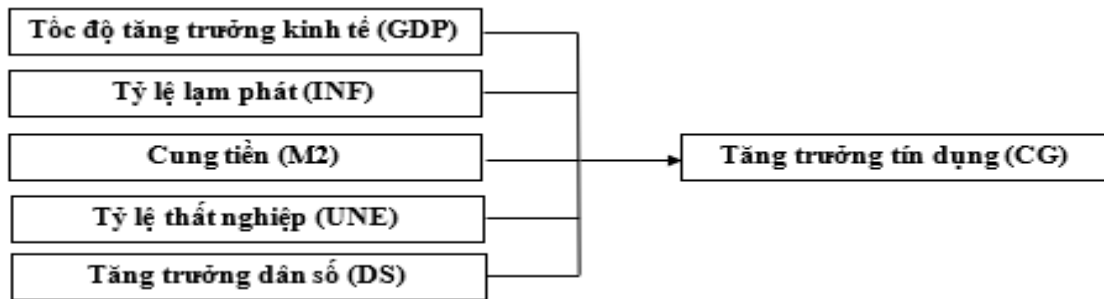 Tốc độ tăng trưởng kinh tế (GDP)
Tỷ lệ lạm phát (INF)
Cung tiền (M2)
Tăng trưởng tín dụng (CG)
Tỷ lệ thất nghiệp (UNE)
Tăng trưởng dân số (DS)